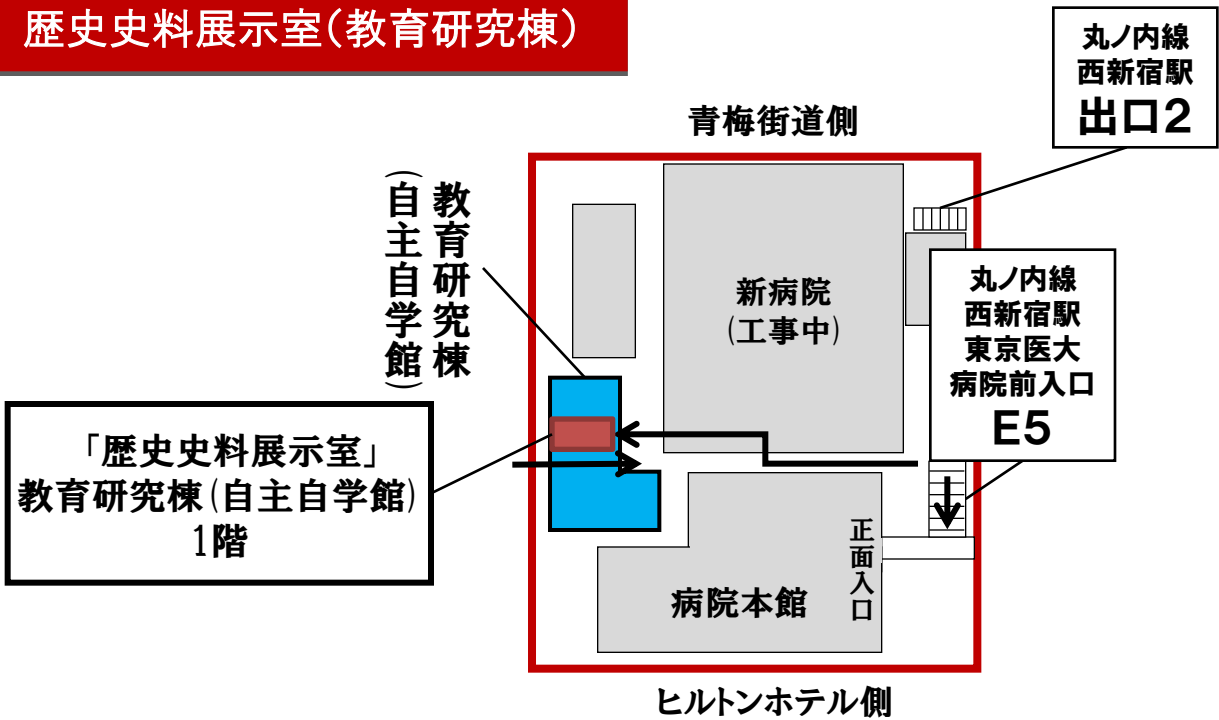 歴史史料展示室(教育研究棟)
丸ノ内線
西新宿駅
出口2
青梅街道側
教育研究棟
(自主自学館)
新病院
(工事中)
丸ノ内線
西新宿駅
東京医大
病院前入口
E5
「歴史史料展示室」
教育研究棟(自主自学館)
1階
正面入口
病院本館
ヒルトンホテル側